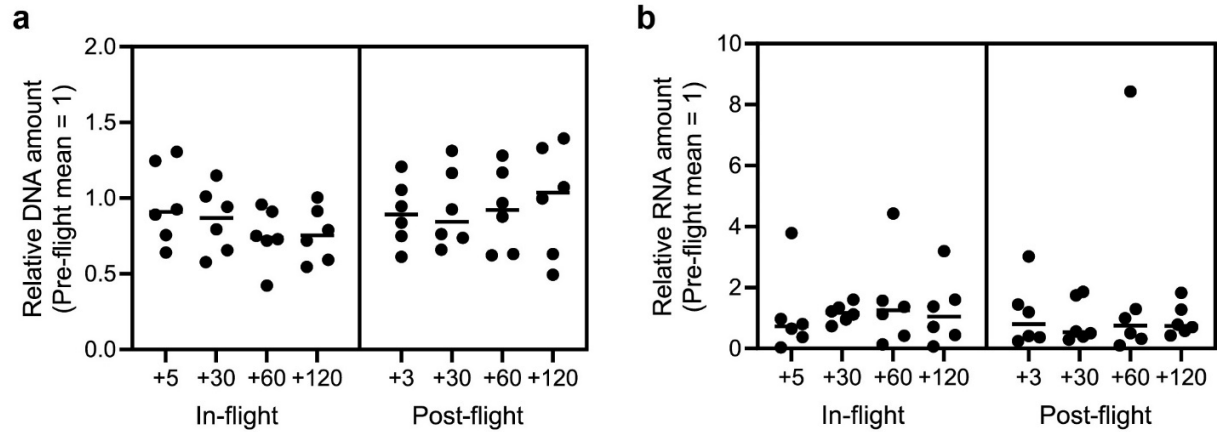 a
Relative DNA amount
(Pre-flight mean = 1)
2.0
1.5
1.0
0.5
0.0
+5 +30 +60 +120 +3 +30 +60 +120
In-flight Post-flight
b
Relative RNA amount
(Pre-flight mean = 1)
10
8
6
4
2
0
+5 +30 +60 +120 +3 +30 +60 +120
In-flight Post-flight